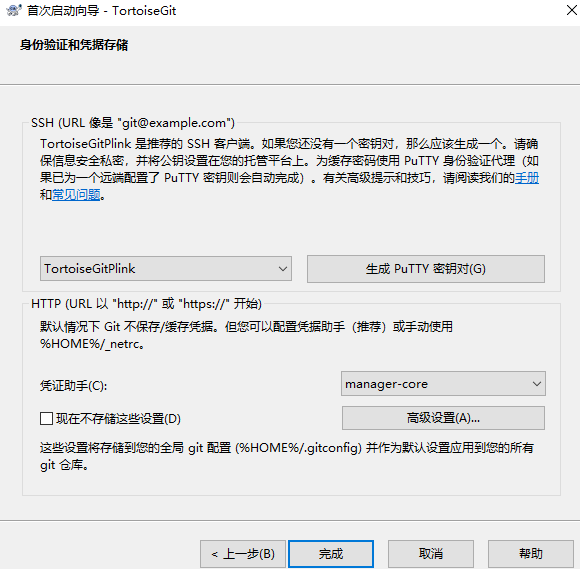 首次启动向导 - TortoiseGit
身份验证和凭据存储
SSH (URL 像是 "git@example.com")
TortoiseGitPlink 是推荐的 SSH 客户端。如果您还没有一个密钥对，那么应该生成一个。请确
保信息安全私密，并将公钥设置在您的托管平台上。为缓存密码使用 PuTTY 身份验证代理（如
果已为一个远端配置了 PuTTY 密钥则会自动完成）。有关高级提示和技巧，请阅读我们的手册
和常见问题。
TortoiseGitPlink
生成 PuTTY 密钥对(G)
HTTP (URL 以 "http://" 或 "https://" 开始)
默认情况下 Git 不保存/缓存凭据。但您可以配置凭据助手（推荐）或手动使用
%HOME%/_netrc。
凭证助手(C):
manager-core
现在不存储这些设置(D)
高级设置(A)...
这些设置将存储到您的全局 git 配置 (%HOME%/.gitconfig) 并作为默认设置应用到您的所有
git 仓库。
< 上一步(B)
完成
取消
帮助